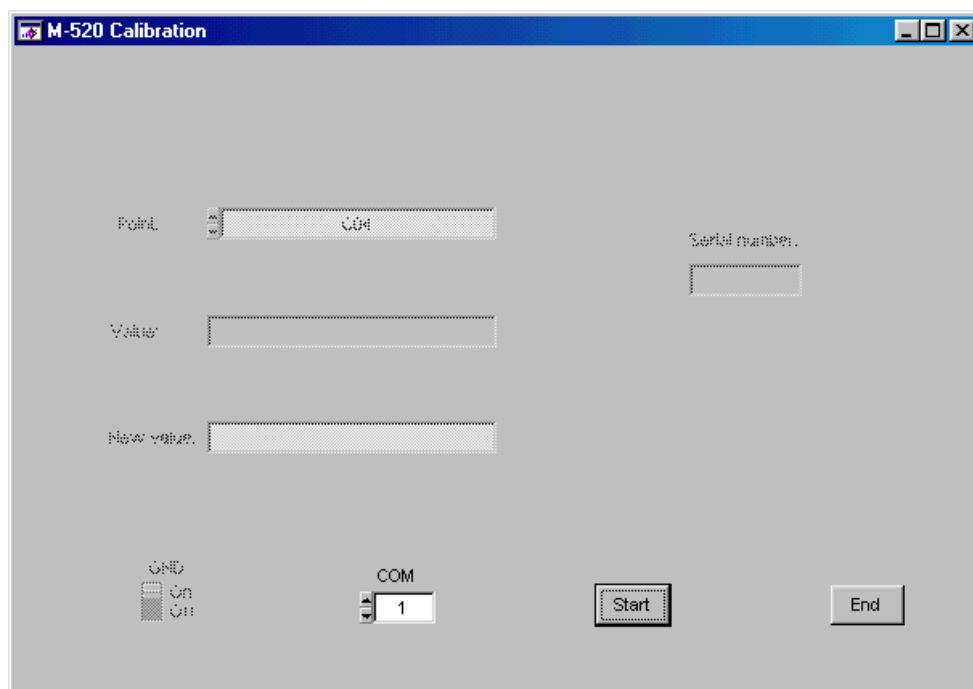 M-520 Calibration
Point
C04
Serial number.
Value
New value.
GND
On
Off
COM
1
Start
End